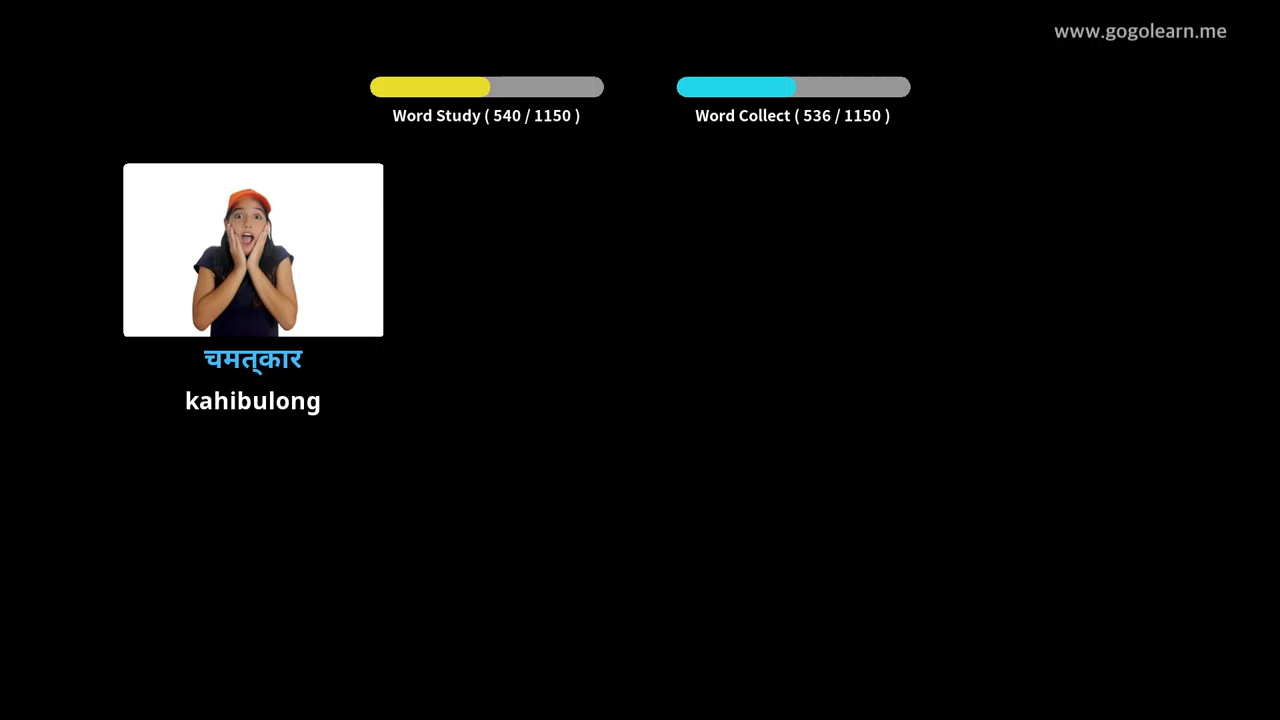 www.gogolearn.me
Word Study ( 540 / 1150 )
Word Collect ( 536 / 1150 )
चमत्कार
kahibulong